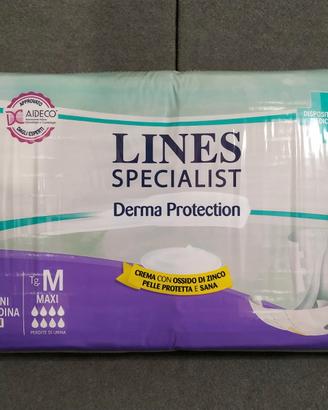 APPROVATO
AIDECO
DAGLI ESPERTI
LINES
SPECIALIST
Derma Protection
CREMA CON OSSIDO DI ZINCO
PELLE PROTETTA E SANA
Tg. M
MAXI
PERDITE DI URINA